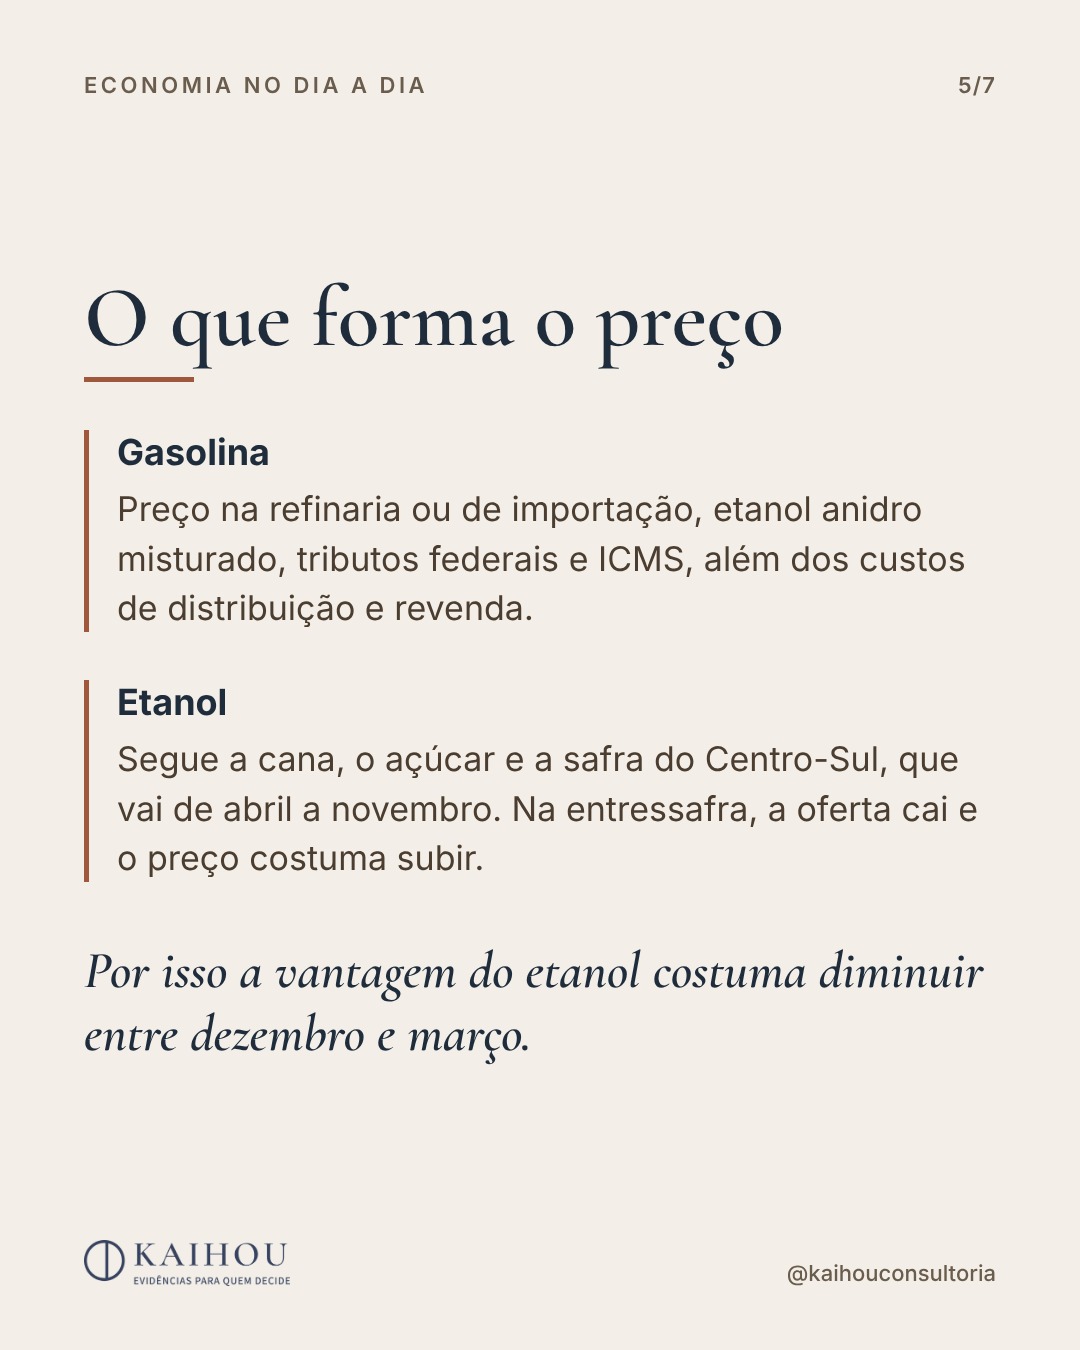 ECONOMIA NO DIA A DIA
5/7
O que forma o preço
Gasolina
Preço na refinaria ou de importação, etanol anidro
misturado, tributos federais e ICMS, além dos custos
de distribuição e revenda.
Etanol
Segue a cana, o açúcar e a safra do Centro-Sul, que
vai de abril a novembro. Na entressafra, a oferta cai e
o preço costuma subir.
Por isso a vantagem do etanol costuma diminuir
entre dezembro e março.
KAIHOU
EVIDÊNCIAS PARA QUEM DECIDE
@kaihouconsultoria